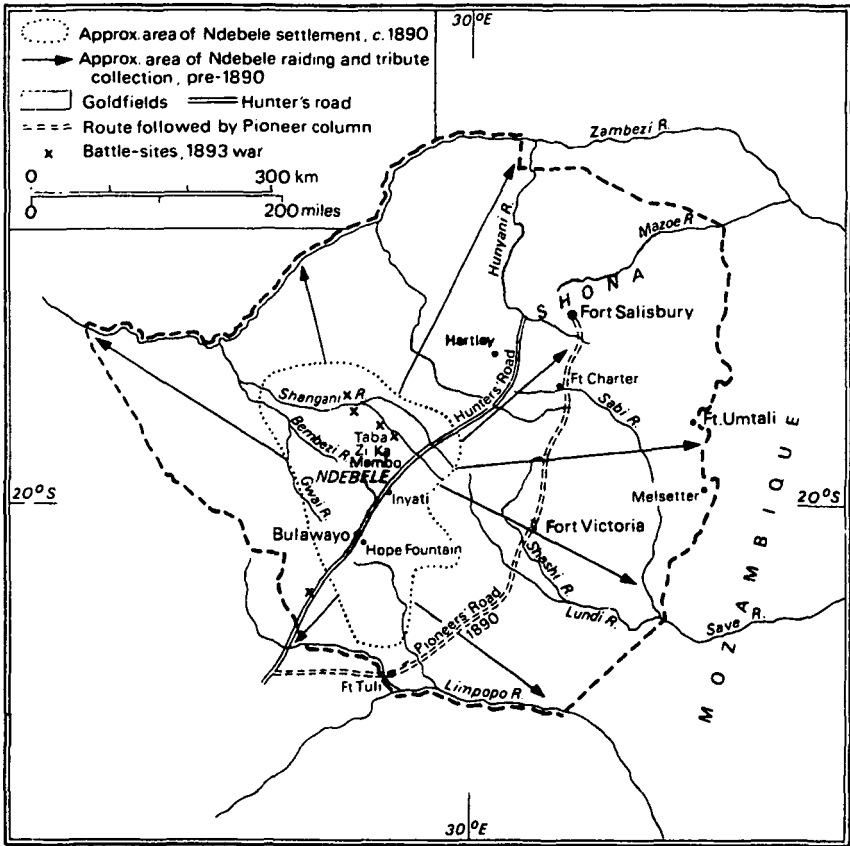 Approx. area of Ndebele settlement, c. 1890
Approx. area of Ndebele raiding and tribute
collection, pre-1890
Goldfields
Hunter's road
Route followed by Pioneer column
x Battle-sites, 1893 war
0 300 km
0 200 miles
30°E
Zambezi R.
Hunyani R.
Mazoe R
SHONA
Fort Salisbury
Hartley
Hunters' Road
Ft Charter
Shangani R
Sabi R.
Ft. Umtali
Bembezi R.
Taba
Zi Ka
Mambo
NDEBELE
Gwai R.
Inyati
Melsetter
20°S
20°S
Bulawayo
Hope Fountain
Fort Victoria
Shashi R.
Lundi R.
Save R.
MOZAMBIQUE
Pioneers' Road
1890
Ft Tuli
Limpopo R.
30°E